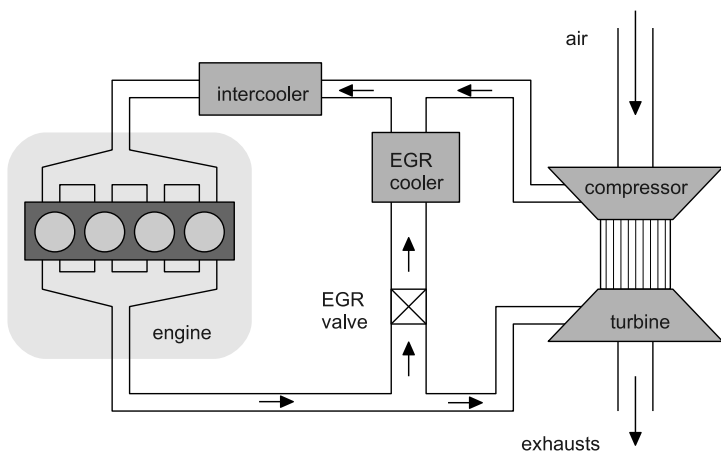 air
intercooler
EGR
cooler
compressor
EGR
valve
engine
turbine
exhausts